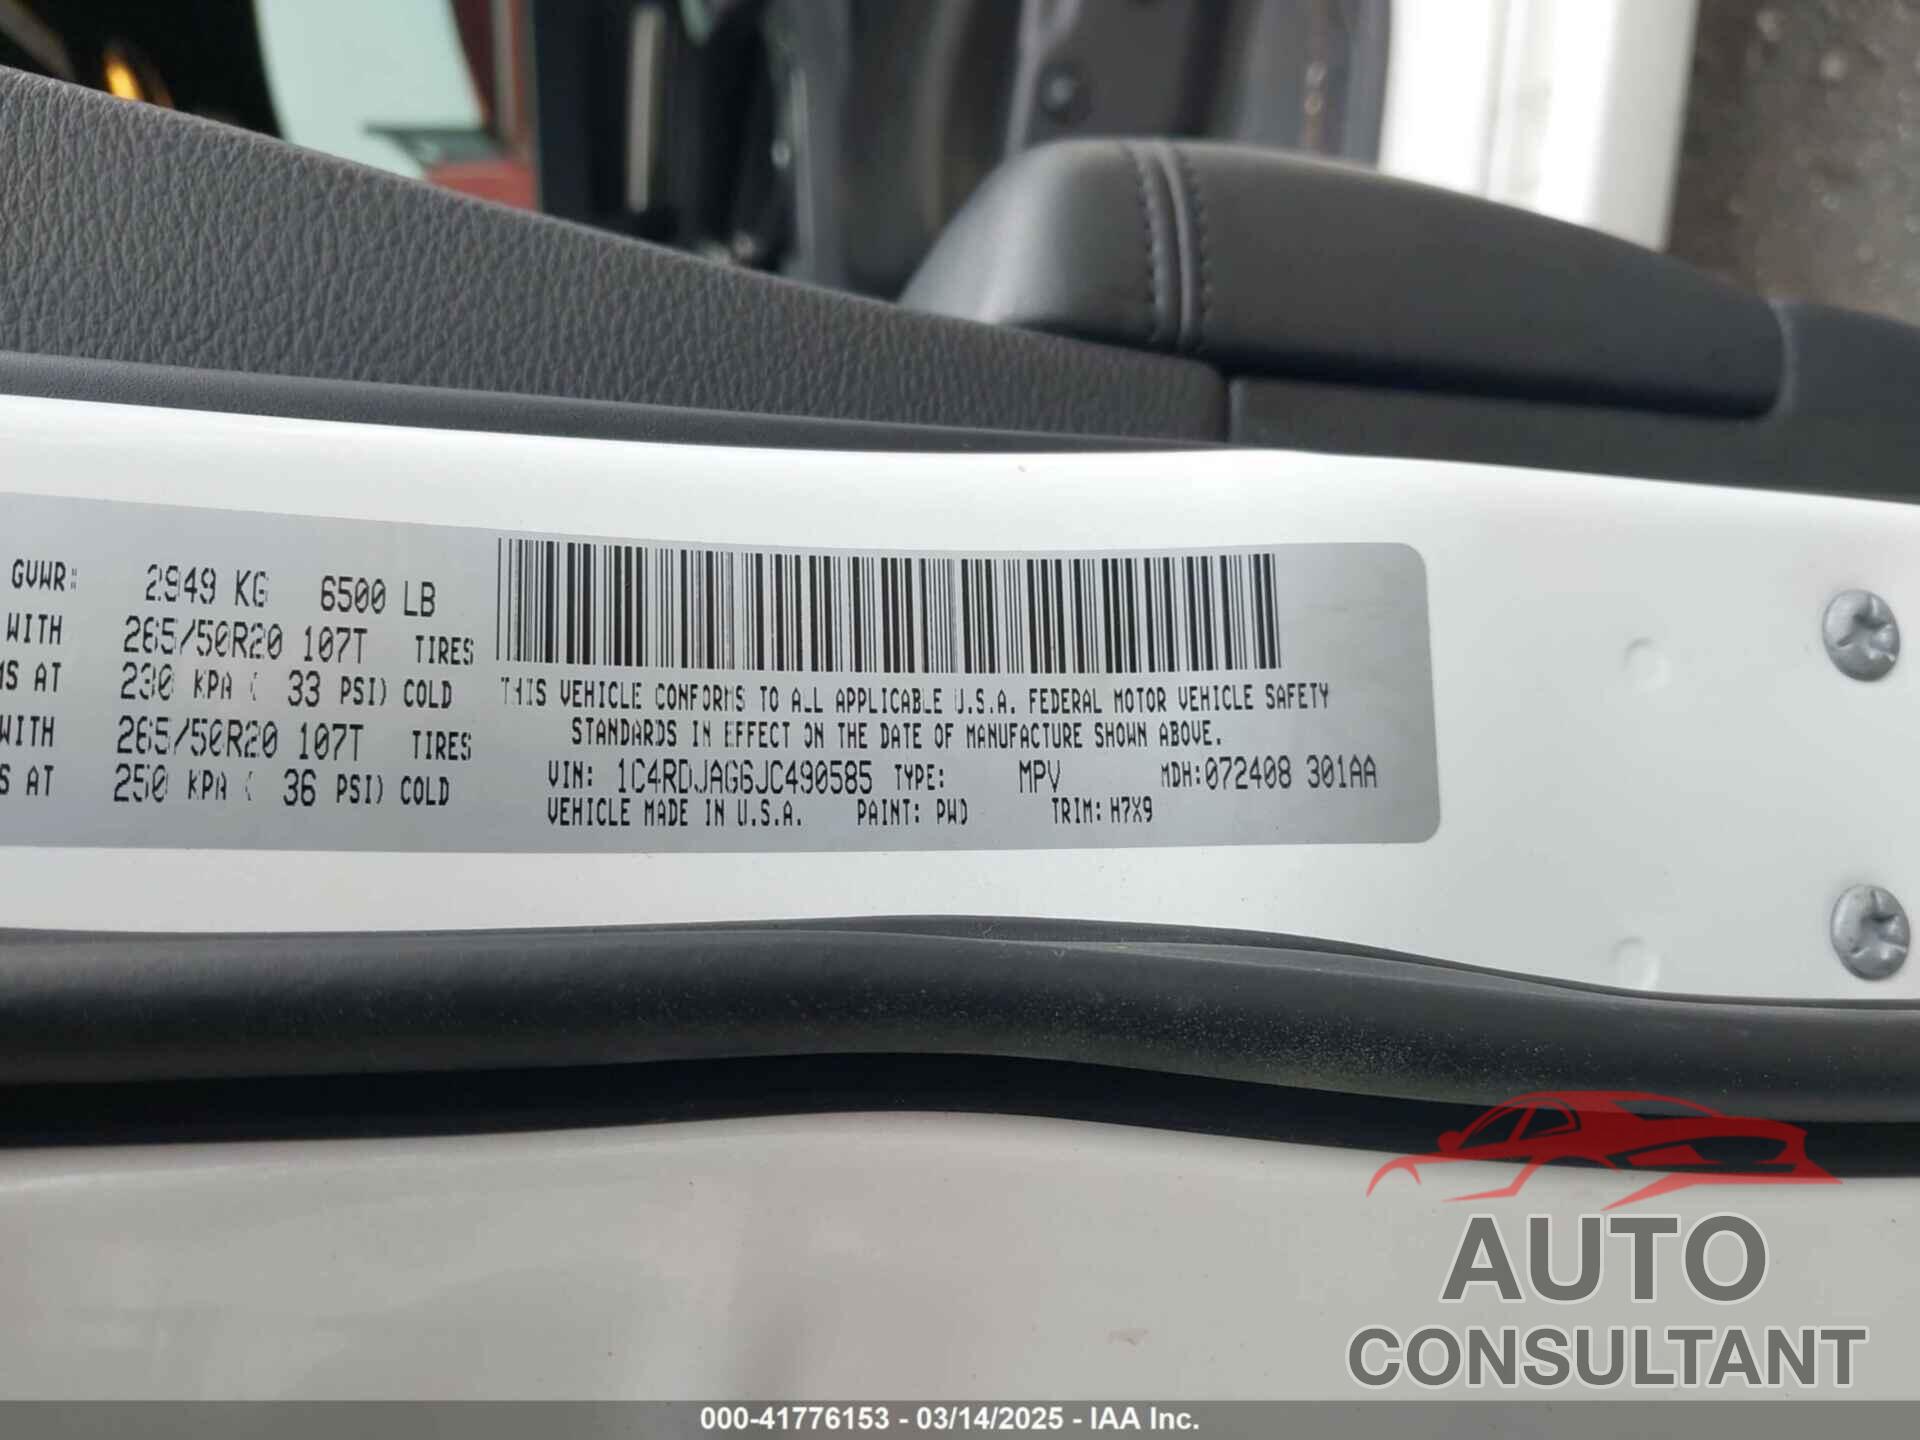 GVWR: 2949 KG 6500 LB
WITH 265/50R20 107T TIRES
MS AT 230 KPA ( 33 PSI) COLD
WITH 265/50R20 107T TIRES
S AT 250 KPA ( 36 PSI) COLD
THIS VEHICLE CONFORMS TO ALL APPLICABLE U.S.A. FEDERAL MOTOR VEHICLE SAFETY
STANDARDS IN EFFECT ON THE DATE OF MANUFACTURE SHOWN ABOVE.
VIN: 1C4RDJAG6JC490585 TYPE: MPV MDH:072408 301AA
VEHICLE MADE IN U.S.A. PAINT: PWD TRIM: H7X9
AUTO
CONSULTANT
000-41776153 - 03/14/2025 - IAA Inc.